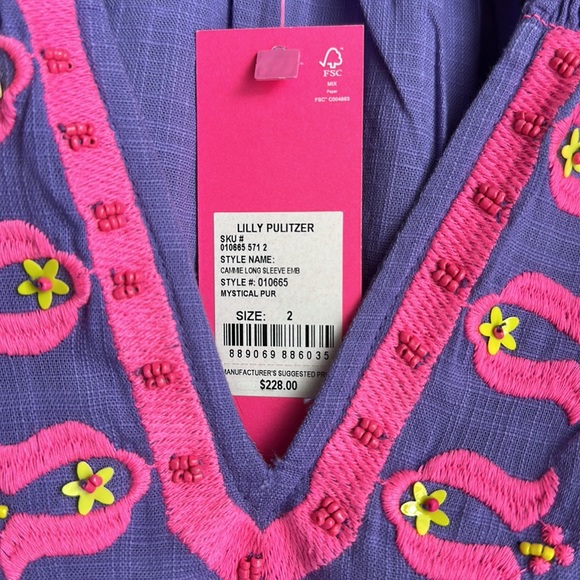 FSC
MIX
Paper
FSC® C004693
LILLY PULITZER
SKU #
010665 571 2
STYLE NAME:
CAMMIE LONG SLEEVE EMB
STYLE #: 010665
MYSTICAL PUR
SIZE: 2
889069 886035
MANUFACTURER'S SUGGESTED
$228.00